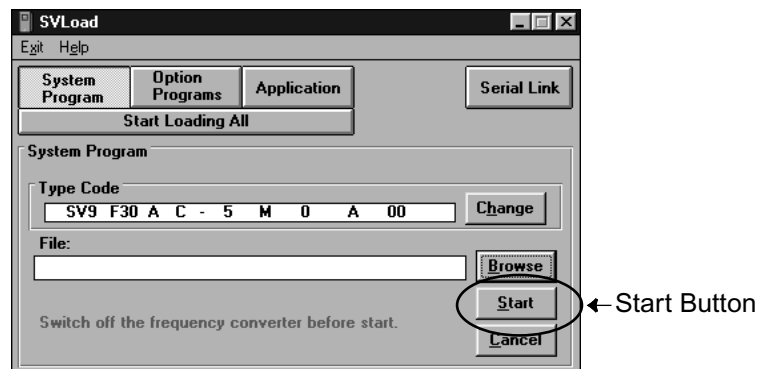 SVLoad
Exit Help
System Program
Option Programs
Application
Serial Link
Start Loading All
System Program
Type Code
SV9 F30 A C - 5 M 0 A 00
Change
File:
Browse
Start
←Start Button
Switch off the frequency converter before start.
Cancel